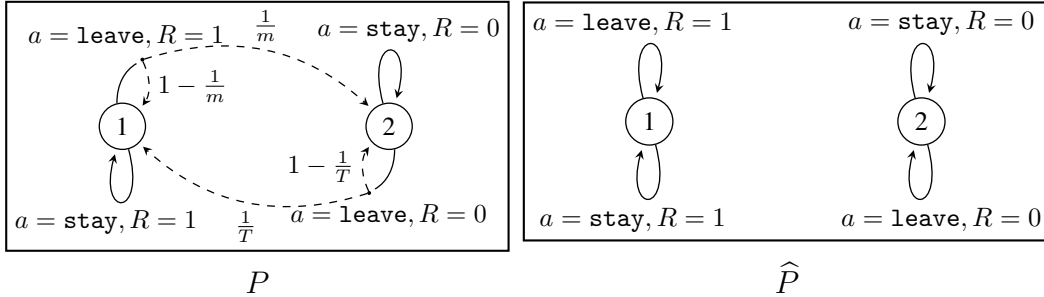 a = leave, R = 1
1/m
a = stay, R = 0
1 − 1/m
1
2
1 − 1/T
a = stay, R = 1
1/T
a = leave, R = 0
P
a = leave, R = 1
a = stay, R = 0
1
2
a = stay, R = 1
a = leave, R = 0
P̂